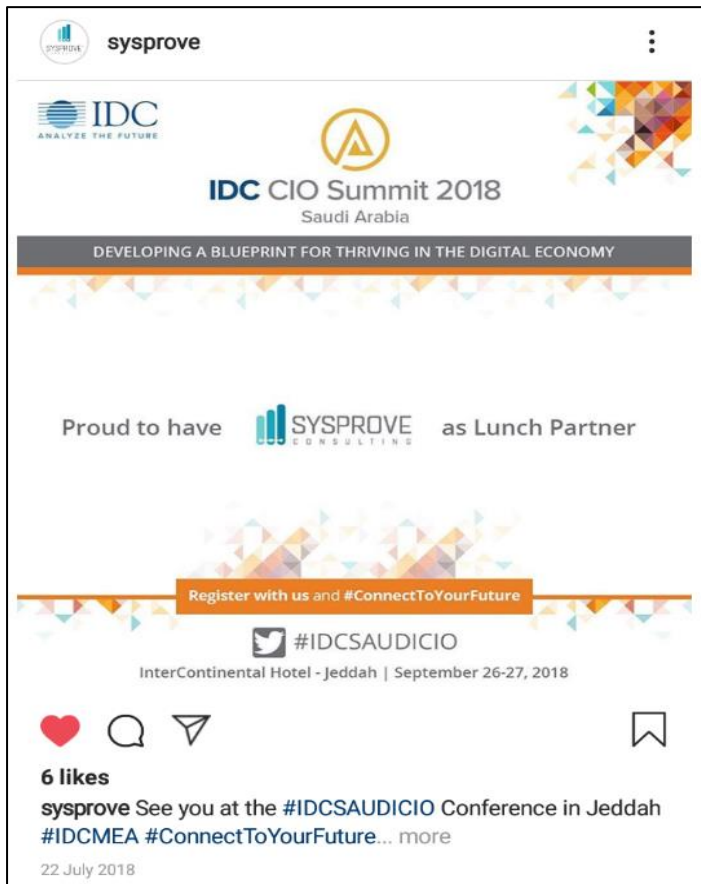 SYSPROVE
sysprove
IDC
ANALYZE THE FUTURE
IDC CIO Summit 2018
Saudi Arabia
DEVELOPING A BLUEPRINT FOR THRIVING IN THE DIGITAL ECONOMY
Proud to have SYSPROVE CONSULTING as Lunch Partner
Register with us and #ConnectToYourFuture
#IDCSAUDICIO
InterContinental Hotel - Jeddah | September 26-27, 2018
6 likes
sysprove See you at the #IDCSAUDICIO Conference in Jeddah
#IDCMEA #ConnectToYourFuture... more
22 July 2018